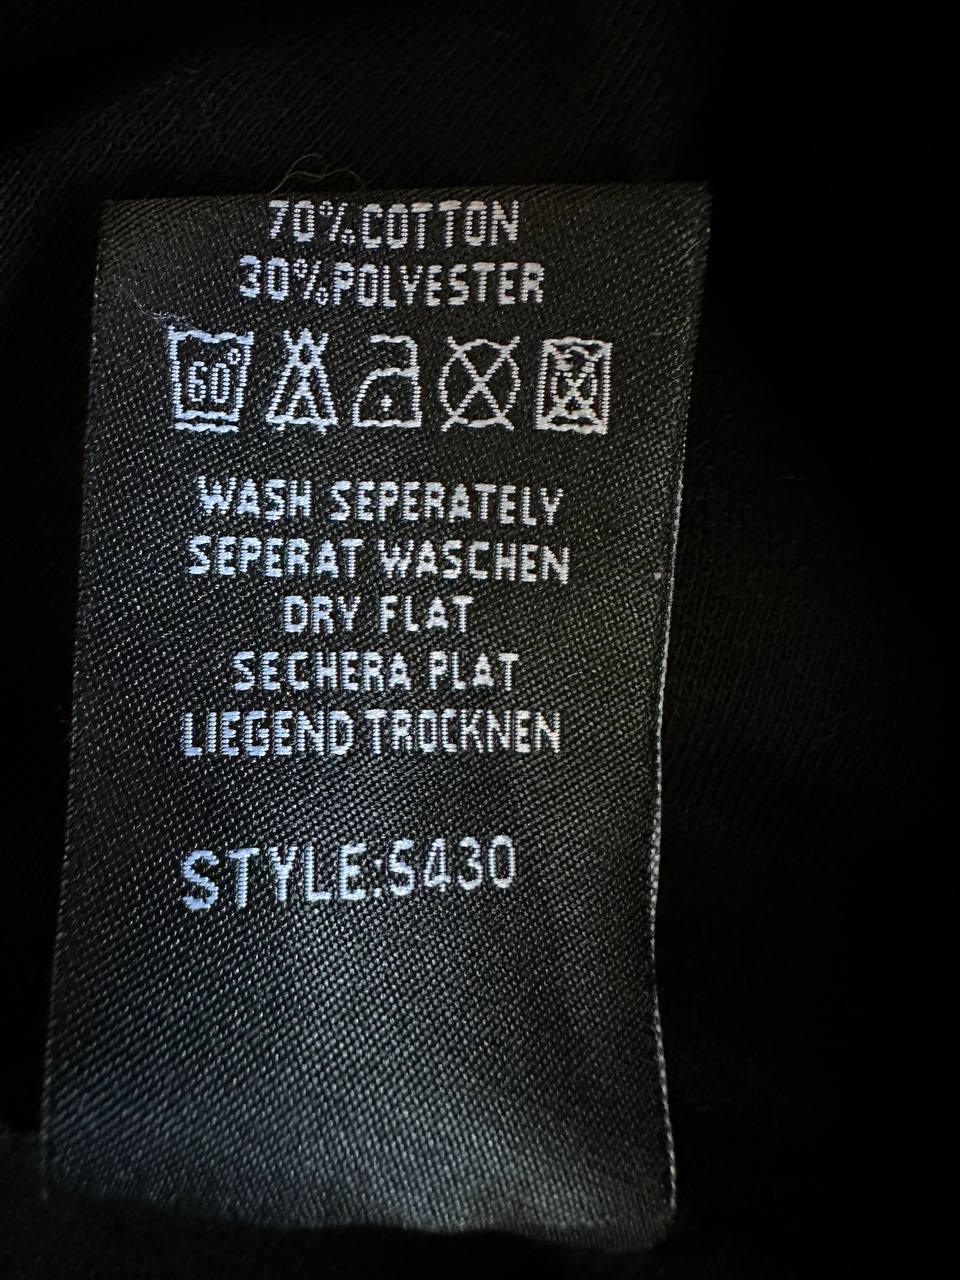 70%COTTON
30%POLYESTER
60°
WASH SEPERATELY
SEPERAT WASCHEN
DRY FLAT
SECHERA PLAT
LIEGEND TROCKNEN
STYLE:5430